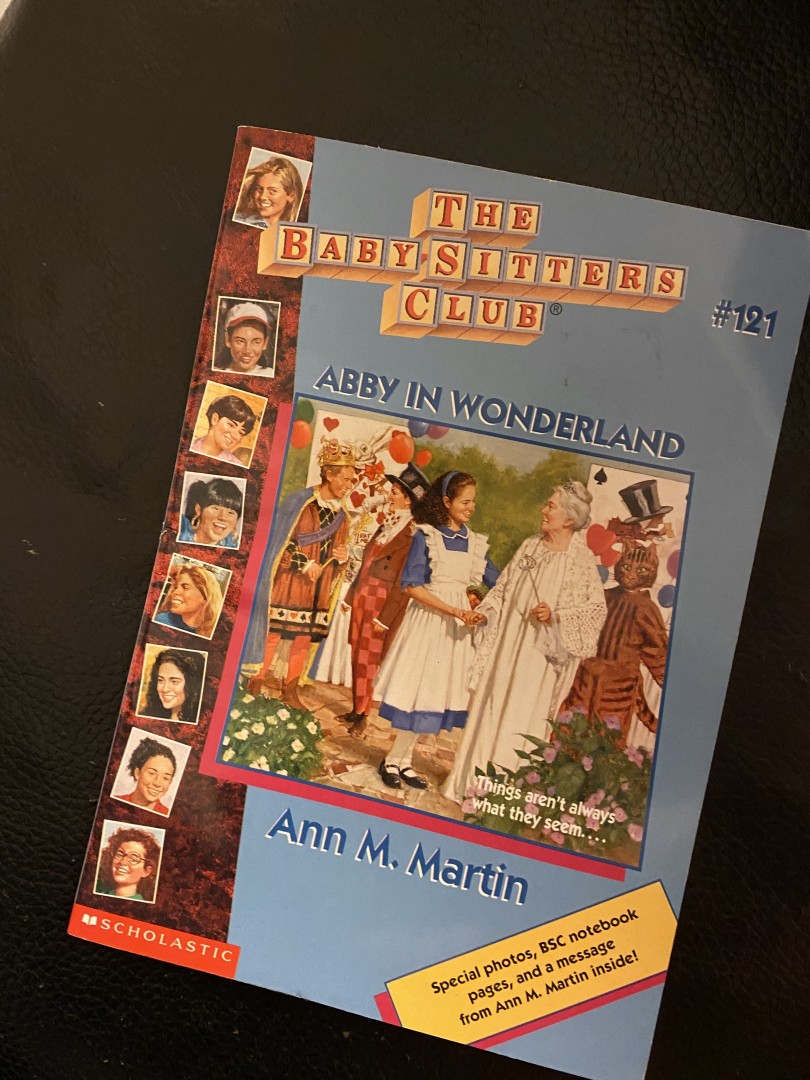 THE
BABY-SITTERS
CLUB®
#121
ABBY IN WONDERLAND
Things aren't always
what they seem....
Ann M. Martin
SCHOLASTIC
Special photos, BSC notebook
pages, and a message
from Ann M. Martin inside!